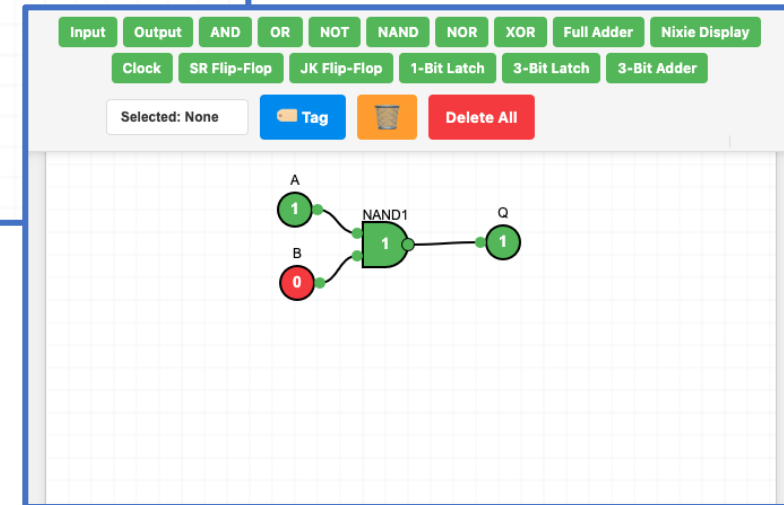 Input Output AND OR NOT NAND NOR XOR Full Adder Nixie Display
Clock SR Flip-Flop JK Flip-Flop 1-Bit Latch 3-Bit Latch 3-Bit Adder
Selected: None Tag Delete All
A
1
NAND1
1
Q
1
B
0